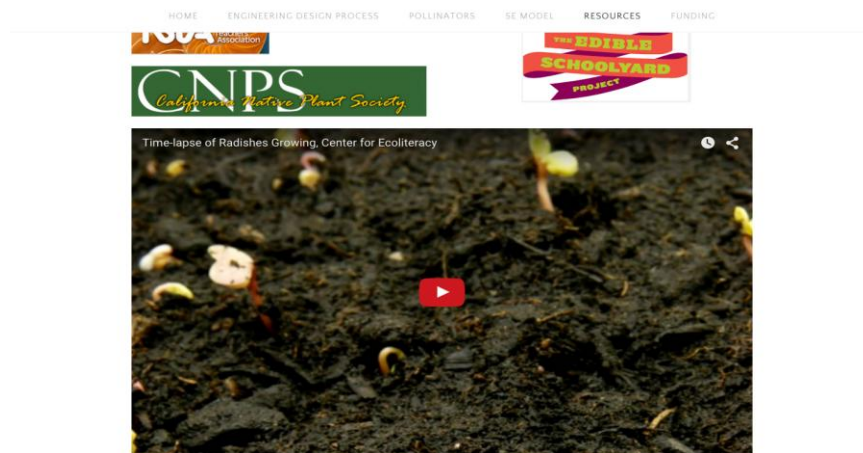 HOME ENGINEERING DESIGN PROCESS POLLINATORS SE MODEL RESOURCES FUNDING
Teachers
Association
THE EDIBLE
SCHOOLYARD
PROJECT
CNPS
California Native Plant Society
Time-lapse of Radishes Growing, Center for Ecoliteracy